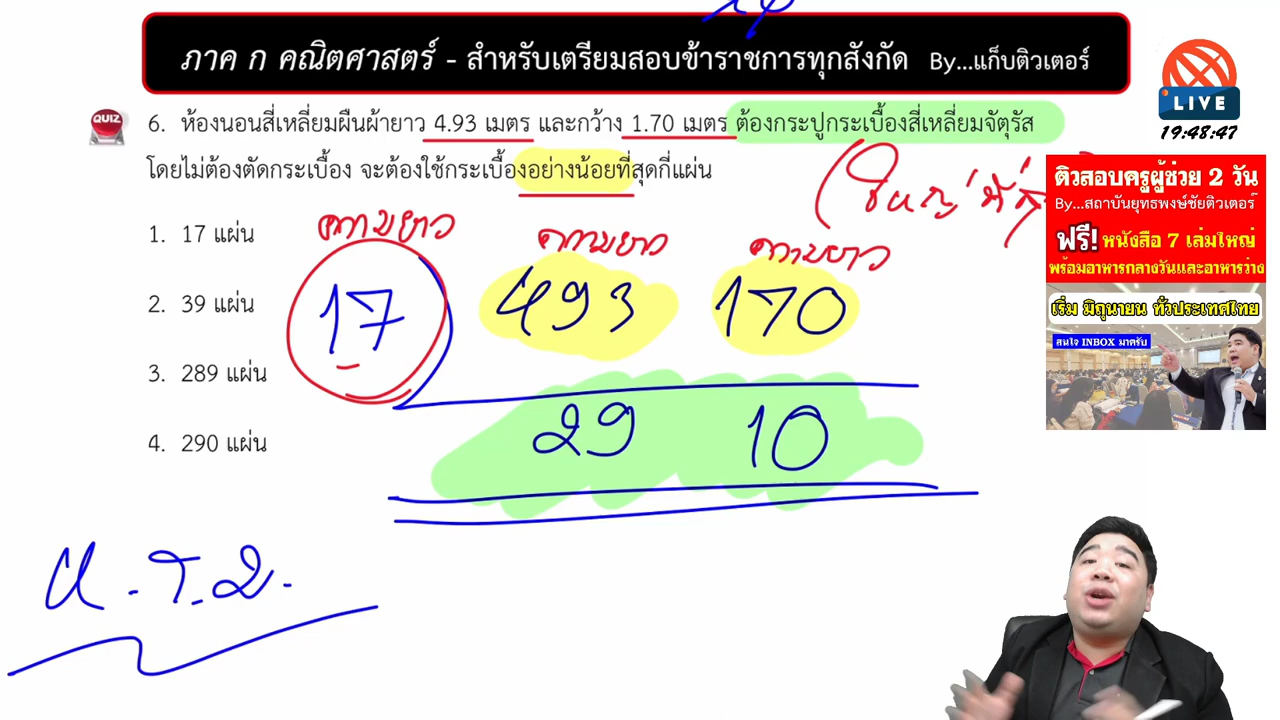 ภาค ก คณิตศาสตร์ - สำหรับเตรียมสอบข้าราชการทุกสังกัด By...แก็บติวเตอร์
LIVE
19:48:47
QUIZ
6. ห้องนอนสี่เหลี่ยมผืนผ้ายาว 4.93 เมตร และกว้าง 1.70 เมตร ต้องกระปูกระเบื้องสี่เหลี่ยมจัตุรัส
โดยไม่ต้องตัดกระเบื้อง จะต้องใช้กระเบื้องอย่างน้อยที่สุดกี่แผ่น
(ใหญ่ที่สุ
1. 17 แผ่น
2. 39 แผ่น
3. 289 แผ่น
4. 290 แผ่น
ความยาว ความยาว ความยาว
17 493 170
29 10
ห.ร.ม.
ติวสอบครูผู้ช่วย 2 วัน
By...สถาบันยุทธพงษ์ชัยติวเตอร์
ฟรี! หนังสือ 7 เล่มใหญ่
พร้อมอาหารกลางวันและอาหารว่าง
เริ่ม มิถุนายน ทั่วประเทศไทย
สนใจ INBOX มาครับ